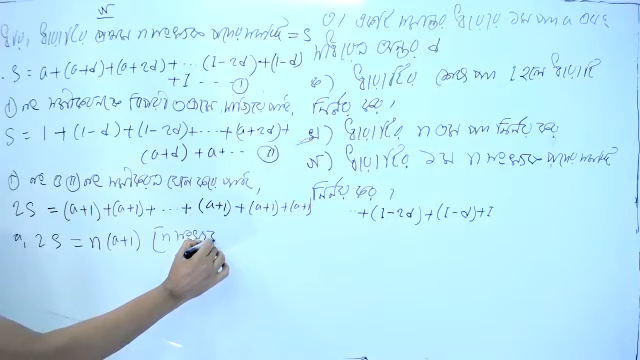 গ
ধরি, ধারাটির প্রথম n সংখ্যক পদের সমষ্টি = S
∴ S = a + (a+d) + (a+2d) + ... (l-2d) + (l-d)
+ l ... (i)
(i) নং সমীকরণকে বিপরীত ক্রমে সাজিয়ে পাই,
S = l + (l-d) + (l-2d) + ... + (a+2d) +
(a+d) + a ... (ii)
(i) নং ও (ii) নং সমীকরণ যোগ করে পাই,
2S = (a+l) + (a+l) + ... + (a+l) + (a+l) + (a+l)
বা, 2S = n(a+l) [n সংখ্যক
৩। একটি সমান্তর ধারার ১ম পদ a এবং
সাধারণ অন্তর d
ক) ধারাটির শেষ পদ l হলে ধারাটি
নির্ণয় কর।
খ) ধারাটির n তম পদ নির্ণয় কর
গ) ধারাটির ১ম n সংখ্যক পদের সমষ্টি
নির্ণয় কর।
... + (l-2d) + (l-d) + l